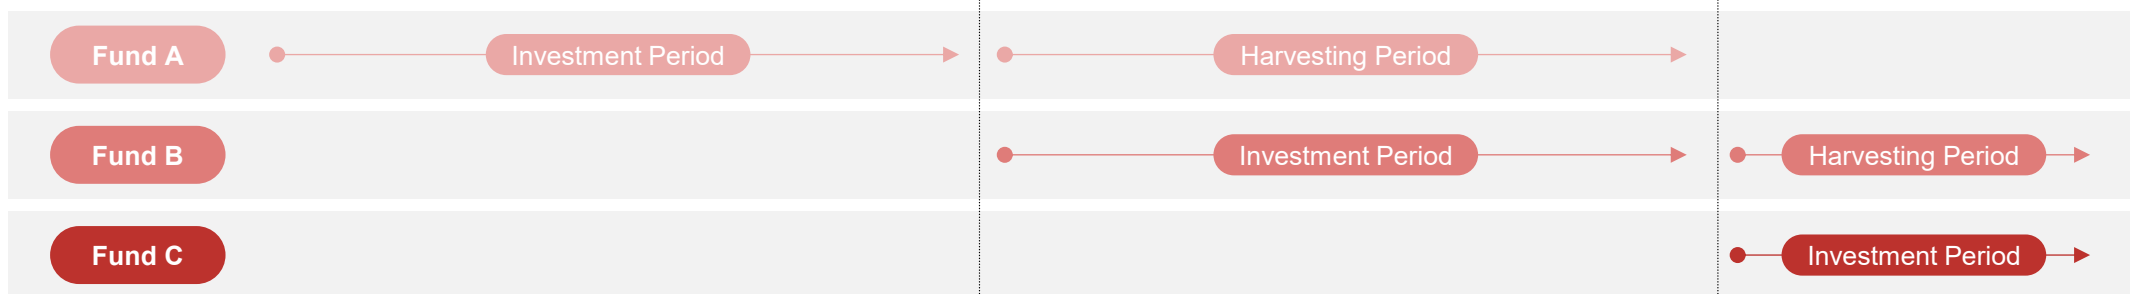 Fund A
Investment Period
Harvesting Period
Fund B
Investment Period
Harvesting Period
Fund C
Investment Period